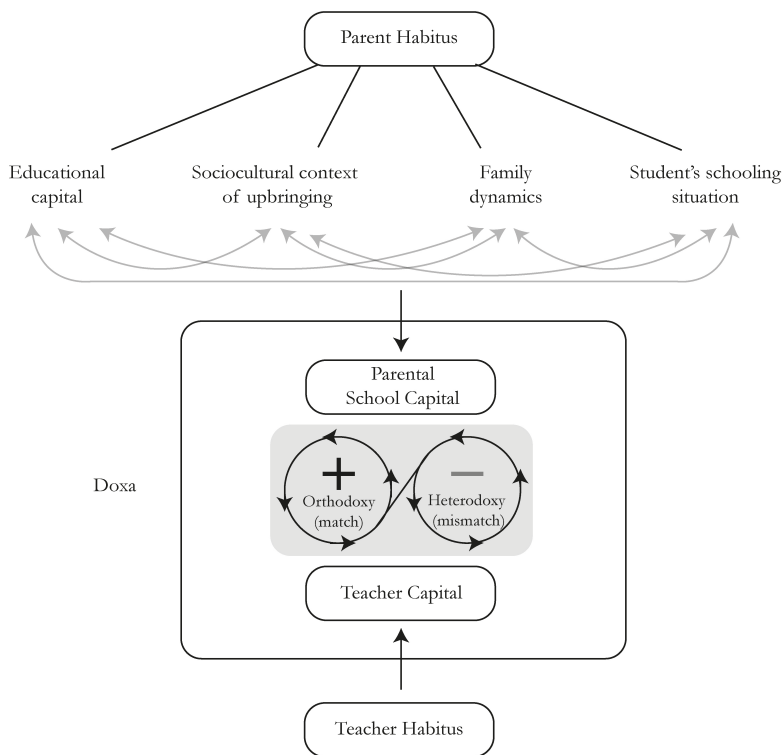 Parent Habitus
Educational
capital
Sociocultural context
of upbringing
Family
dynamics
Student's schooling
situation
Parental
School Capital
Doxa
+
Orthodoxy
(match)
−
Heterodoxy
(mismatch)
Teacher Capital
Teacher Habitus